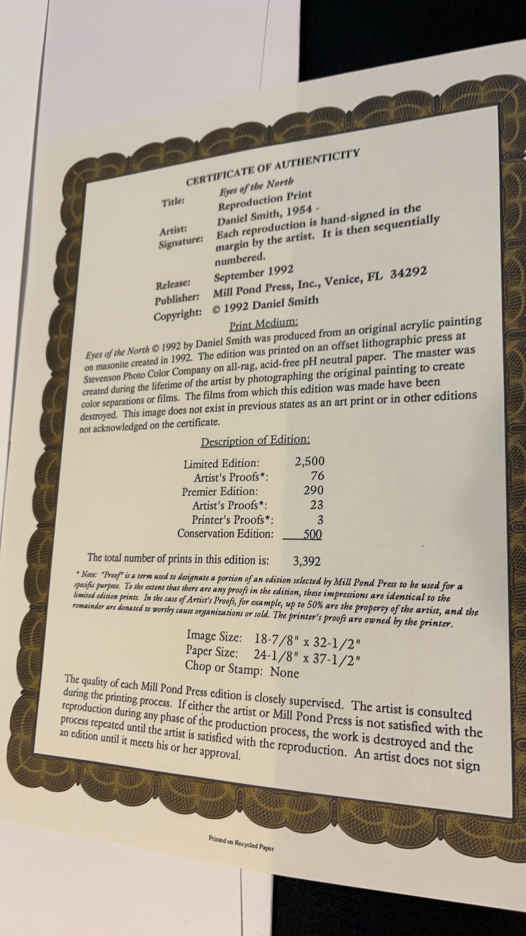 CERTIFICATE OF AUTHENTICITY
Title: Eyes of the North
Reproduction Print
Artist: Daniel Smith, 1954 -
Signature: Each reproduction is hand-signed in the
margin by the artist. It is then sequentially
numbered.
Release: September 1992
Publisher: Mill Pond Press, Inc., Venice, FL 34292
Copyright: © 1992 Daniel Smith
Print Medium:
Eyes of the North © 1992 by Daniel Smith was produced from an original acrylic painting
on masonite created in 1992. The edition was printed on an offset lithographic press at
Stevenson Photo Color Company on all-rag, acid-free pH neutral paper. The master was
created during the lifetime of the artist by photographing the original painting to create
color separations or films. The films from which this edition was made have been
destroyed. This image does not exist in previous states as an art print or in other editions
not acknowledged on the certificate.
Description of Edition:
Limited Edition: 2,500
Artist's Proofs*: 76
Premier Edition: 290
Artist's Proofs*: 23
Printer's Proofs*: 3
Conservation Edition: 500
The total number of prints in this edition is: 3,392
* Note: "Proof" is a term used to designate a portion of an edition selected by Mill Pond Press to be used for a
specific purpose. To the extent that there are any proofs in the edition, these impressions are identical to the
limited edition prints. In the case of Artist's Proofs, for example, up to 50% are the property of the artist, and the
remainder are donated to worthy cause organizations or sold. The printer's proofs are owned by the printer.
Image Size: 18-7/8" x 32-1/2"
Paper Size: 24-1/8" x 37-1/2"
Chop or Stamp: None
The quality of each Mill Pond Press edition is closely supervised. The artist is consulted
during the printing process. If either the artist or Mill Pond Press is not satisfied with the
reproduction during any phase of the production process, the work is destroyed and the
process repeated until the artist is satisfied with the reproduction. An artist does not sign
an edition until it meets his or her approval.
Printed on Recycled Paper